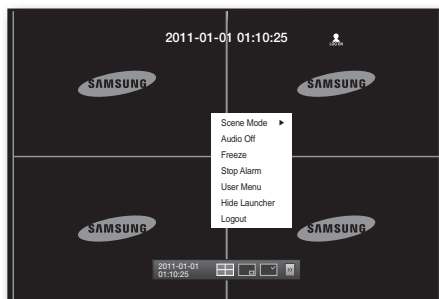 2011-01-01 01:10:25
SAMSUNG
SAMSUNG
Scene Mode
Audio Off
Freeze
Stop Alarm
User Menu
Hide Launcher
Logout
SAMSUNG
SAMSUNG
2011-01-01
01:10:25